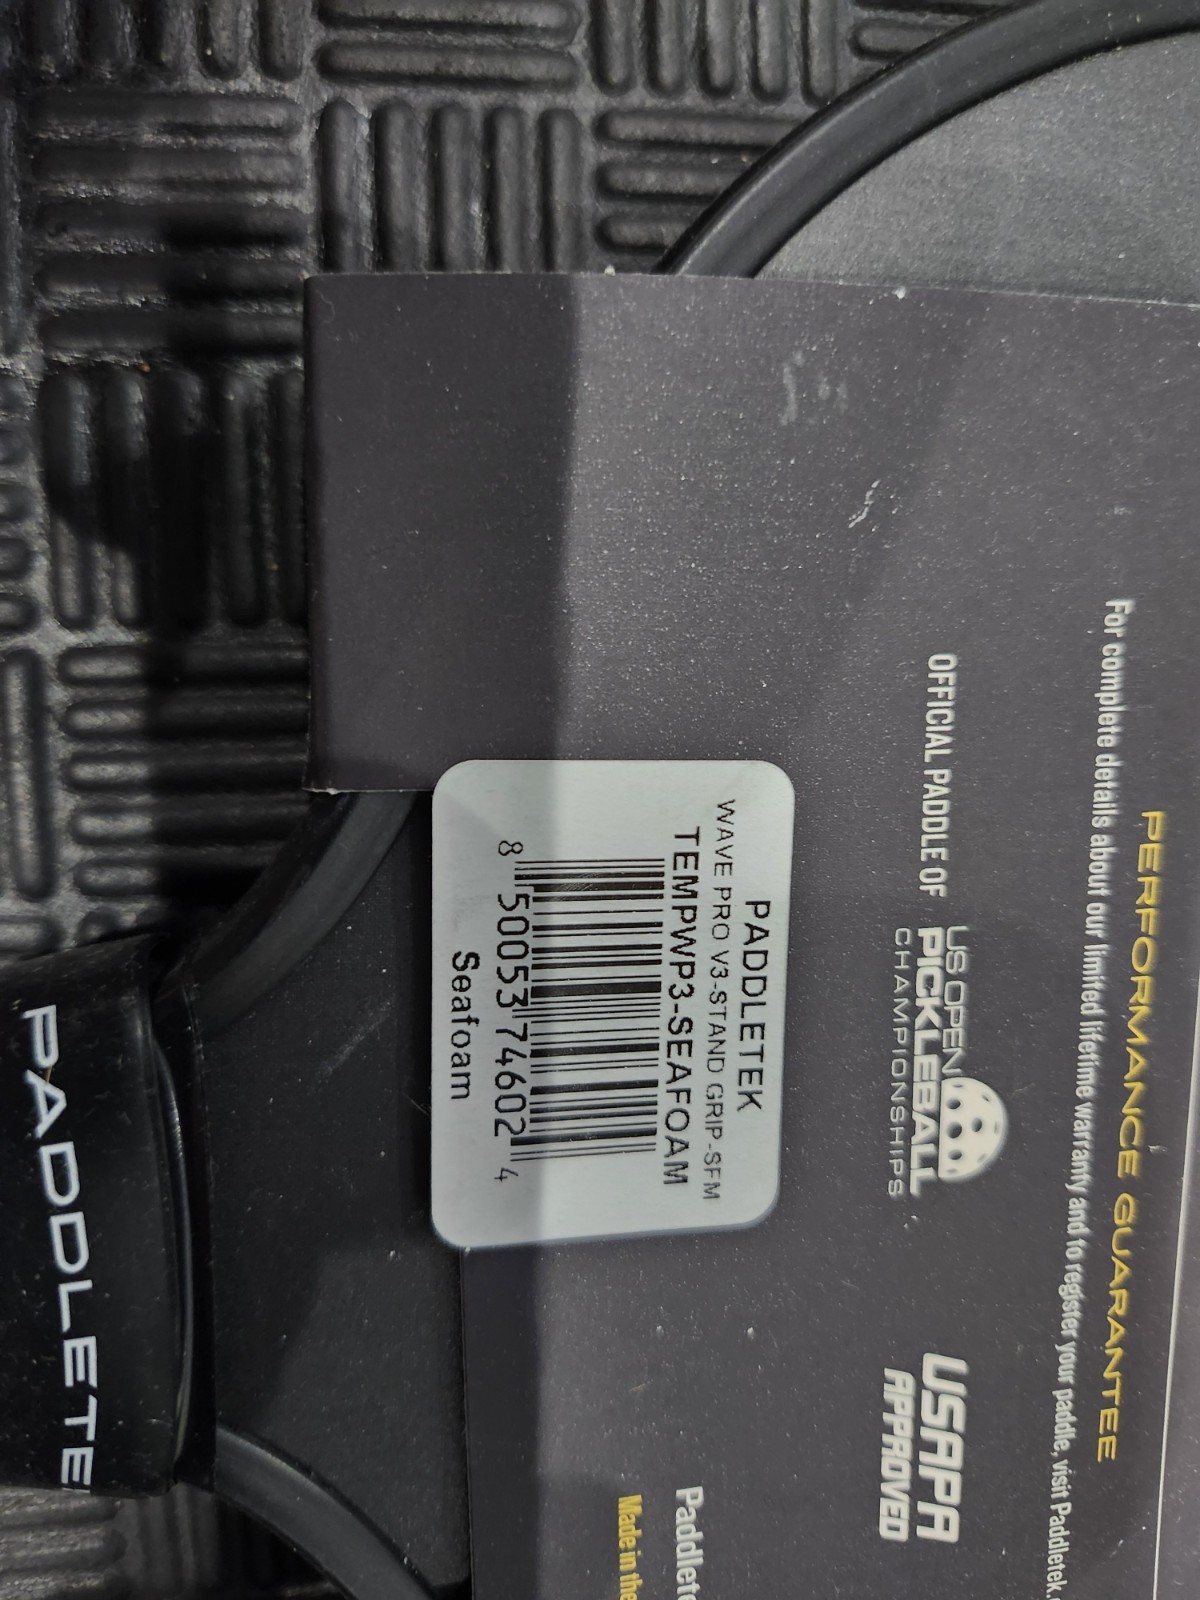 PERFORMANCE GUARANTEE
For complete details about our limited lifetime warranty and to register your paddle, visit Paddletek.
OFFICIAL PADDLE OF
US OPEN
PICKLEBALL
CHAMPIONSHIPS
USAPA
APPROVED
PADDLETEK
WAVE PRO V3-STAND GRIP-SFM
TEMPWP3-SEAFOAM
8 50053 74602 4
Seafoam
Paddlete
Made in the
PADDLETE